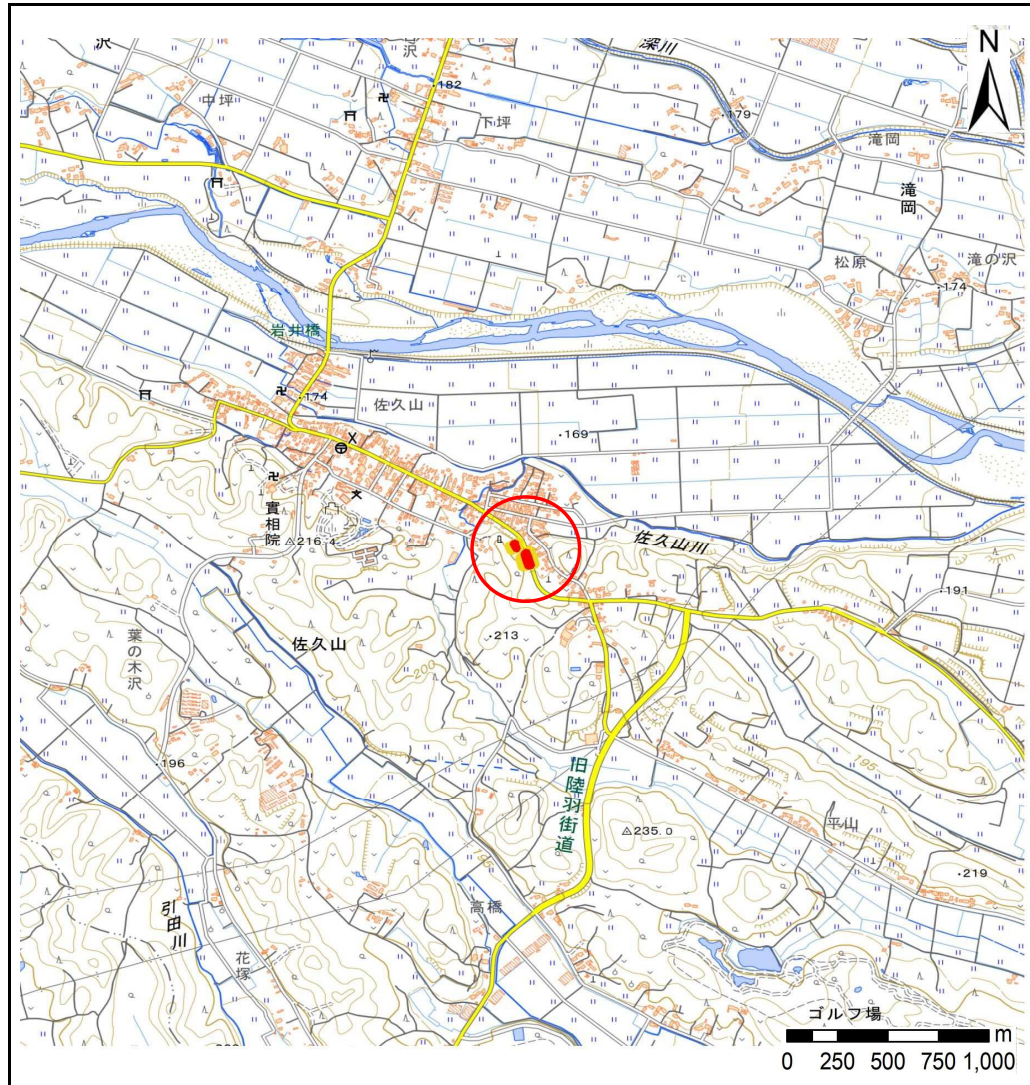 N
沢
深川
182
中坪
下坪
179
滝岡
滝岡
松原
滝の沢
174
岩井橋
174
佐久山
169
佐久山川
實相院
216.4
191
213
葉の木沢
佐久山
196
195
旧陸羽街道
235.0
平山
219
195
高橋
引田川
花塚
ゴルフ場
m
0 250 500 750 1,000